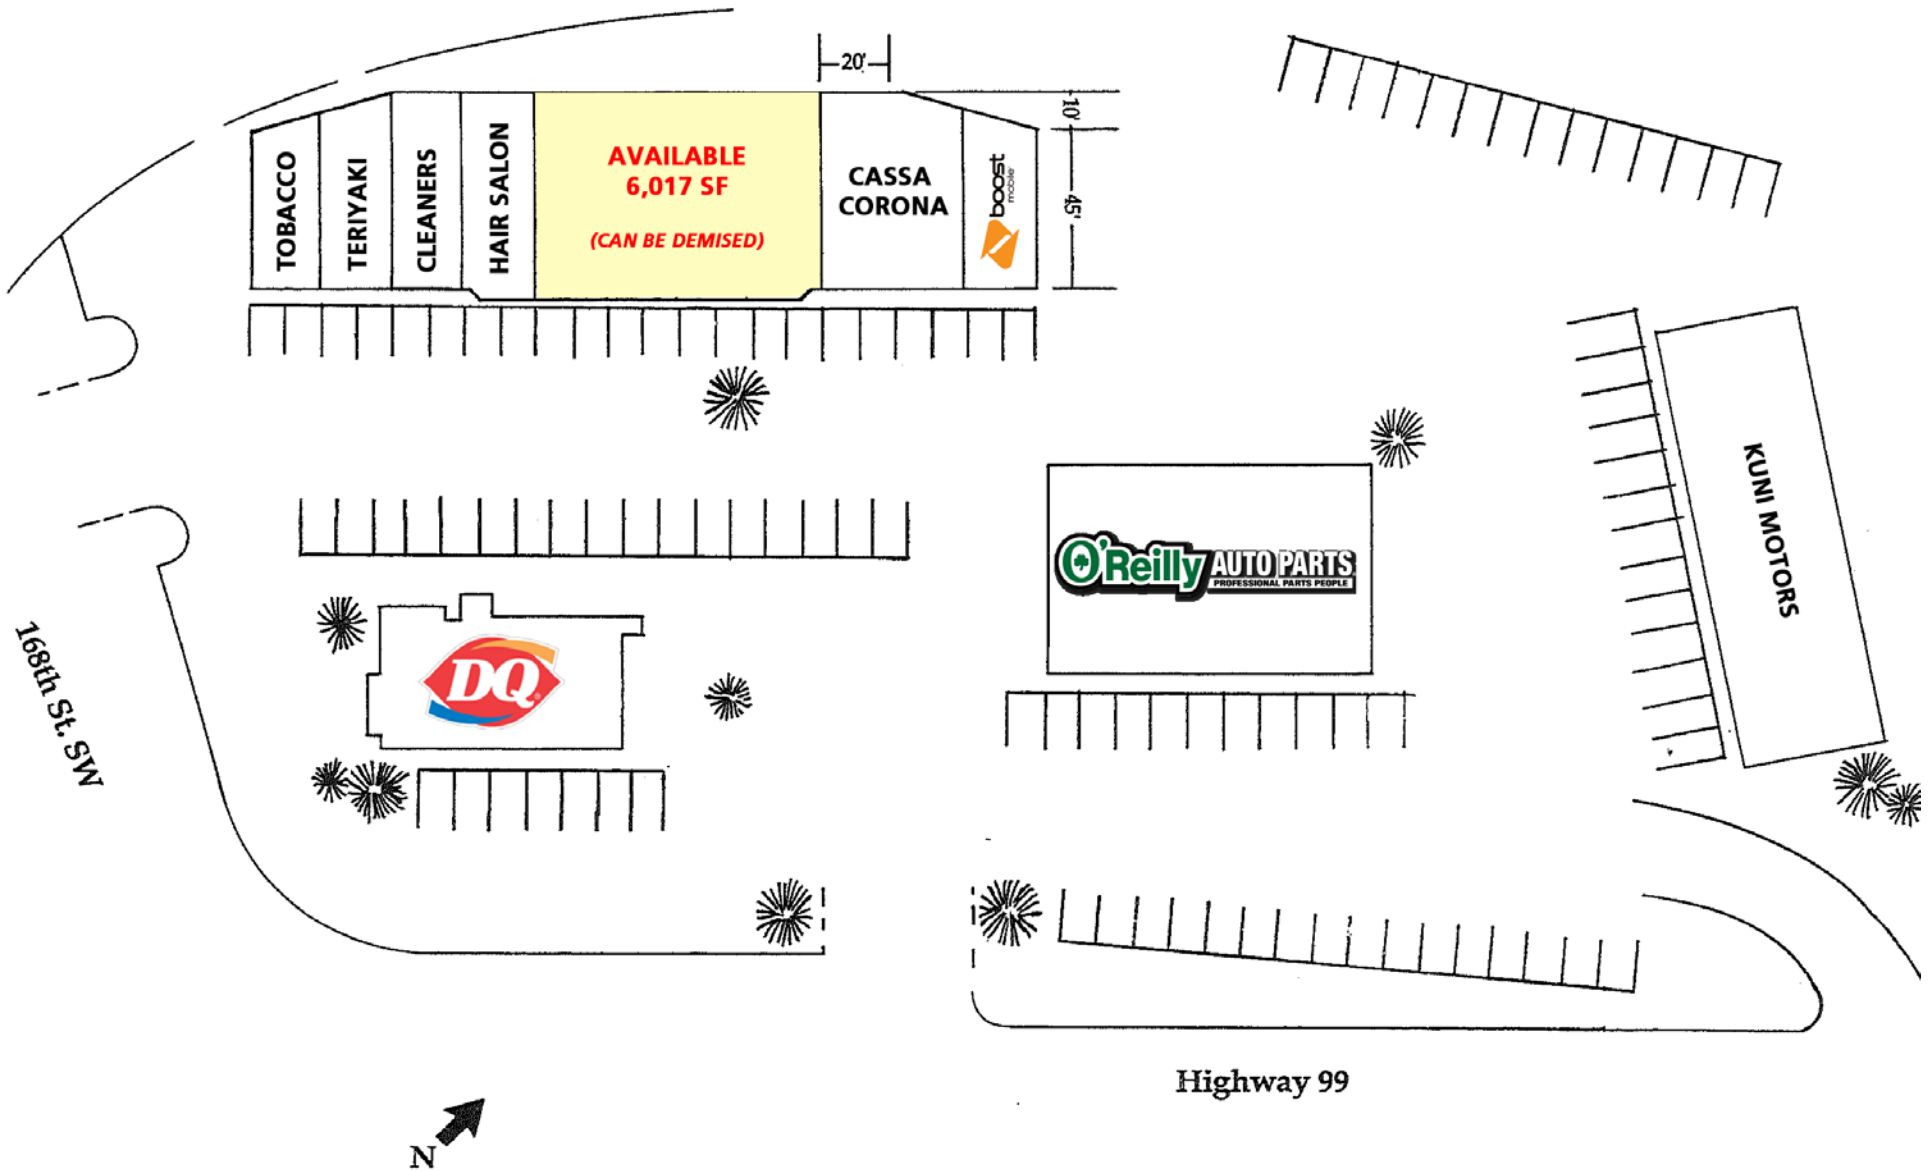 20'
10'
45'
TOBACCO
TERIYAKI
CLEANERS
HAIR SALON
AVAILABLE
6,017 SF
(CAN BE DEMISED)
CASSA
CORONA
boost
mobile
KUNI MOTORS
O'Reilly AUTO PARTS
PROFESSIONAL PARTS PEOPLE
DQ
168th St. SW
Highway 99
N